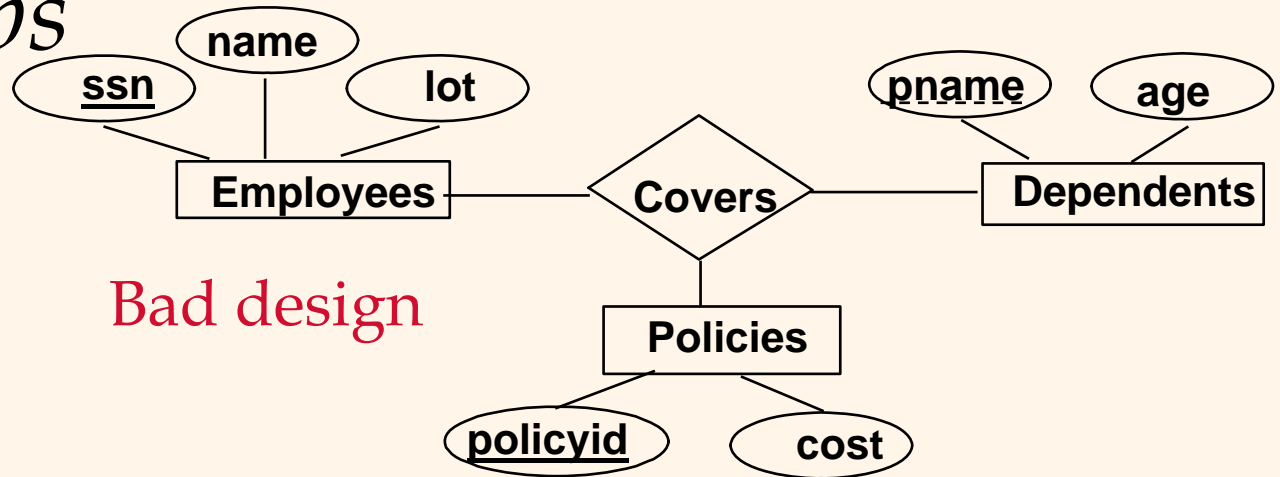 name
ssn
lot
pname
age
Employees
Covers
Dependents
Bad design
Policies
policyid
cost